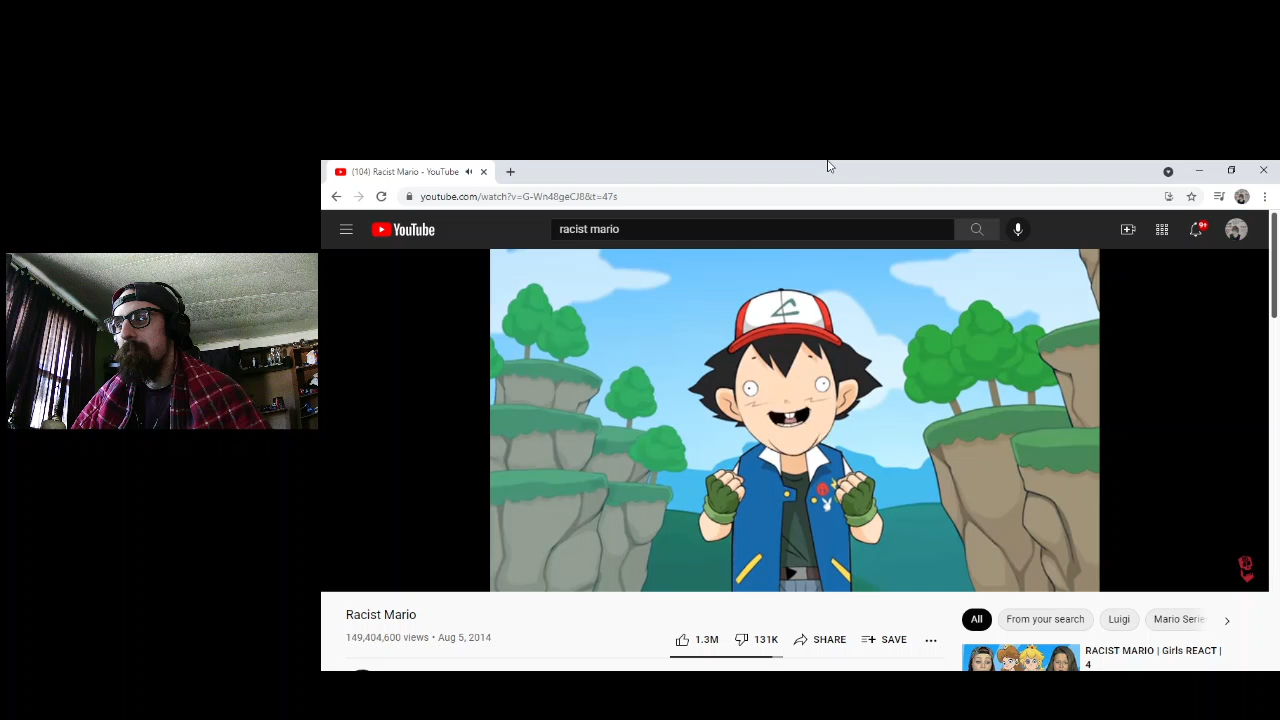 (104) Racist Mario - YouTube
youtube.com/watch?v=G-Wn48geCJ8&t=47s
YouTube
racist mario
9+
Racist Mario
149,404,600 views • Aug 5, 2014
1.3M
131K
SHARE
SAVE
All
From your search
Luigi
Mario Serie
RACIST MARIO | Girls REACT |
4